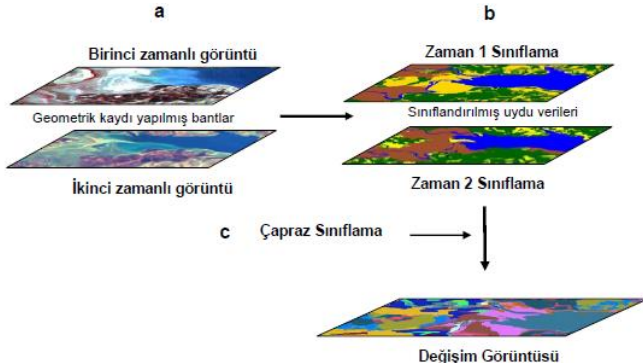 a
b
Birinci zamanlı görüntü
Zaman 1 Sınıflama
Geometrik kaydı yapılmış bantlar
Sınıflandırılmış uydu verileri
İkinci zamanlı görüntü
Zaman 2 Sınıflama
c
Çapraz Sınıflama
Değişim Görüntüsü